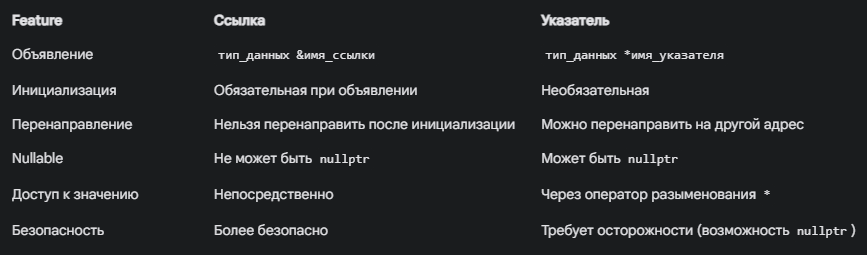 Feature Ссылка Указатель
Объявление тип_данных &имя_ссылки тип_данных *имя_указателя
Инициализация Обязательная при объявлении Необязательная
Перенаправление Нельзя перенаправить после инициализации Можно перенаправить на другой адрес
Nullable Не может быть nullptr Может быть nullptr
Доступ к значению Непосредственно Через оператор разыменования *
Безопасность Более безопасно Требует осторожности (возможность nullptr)